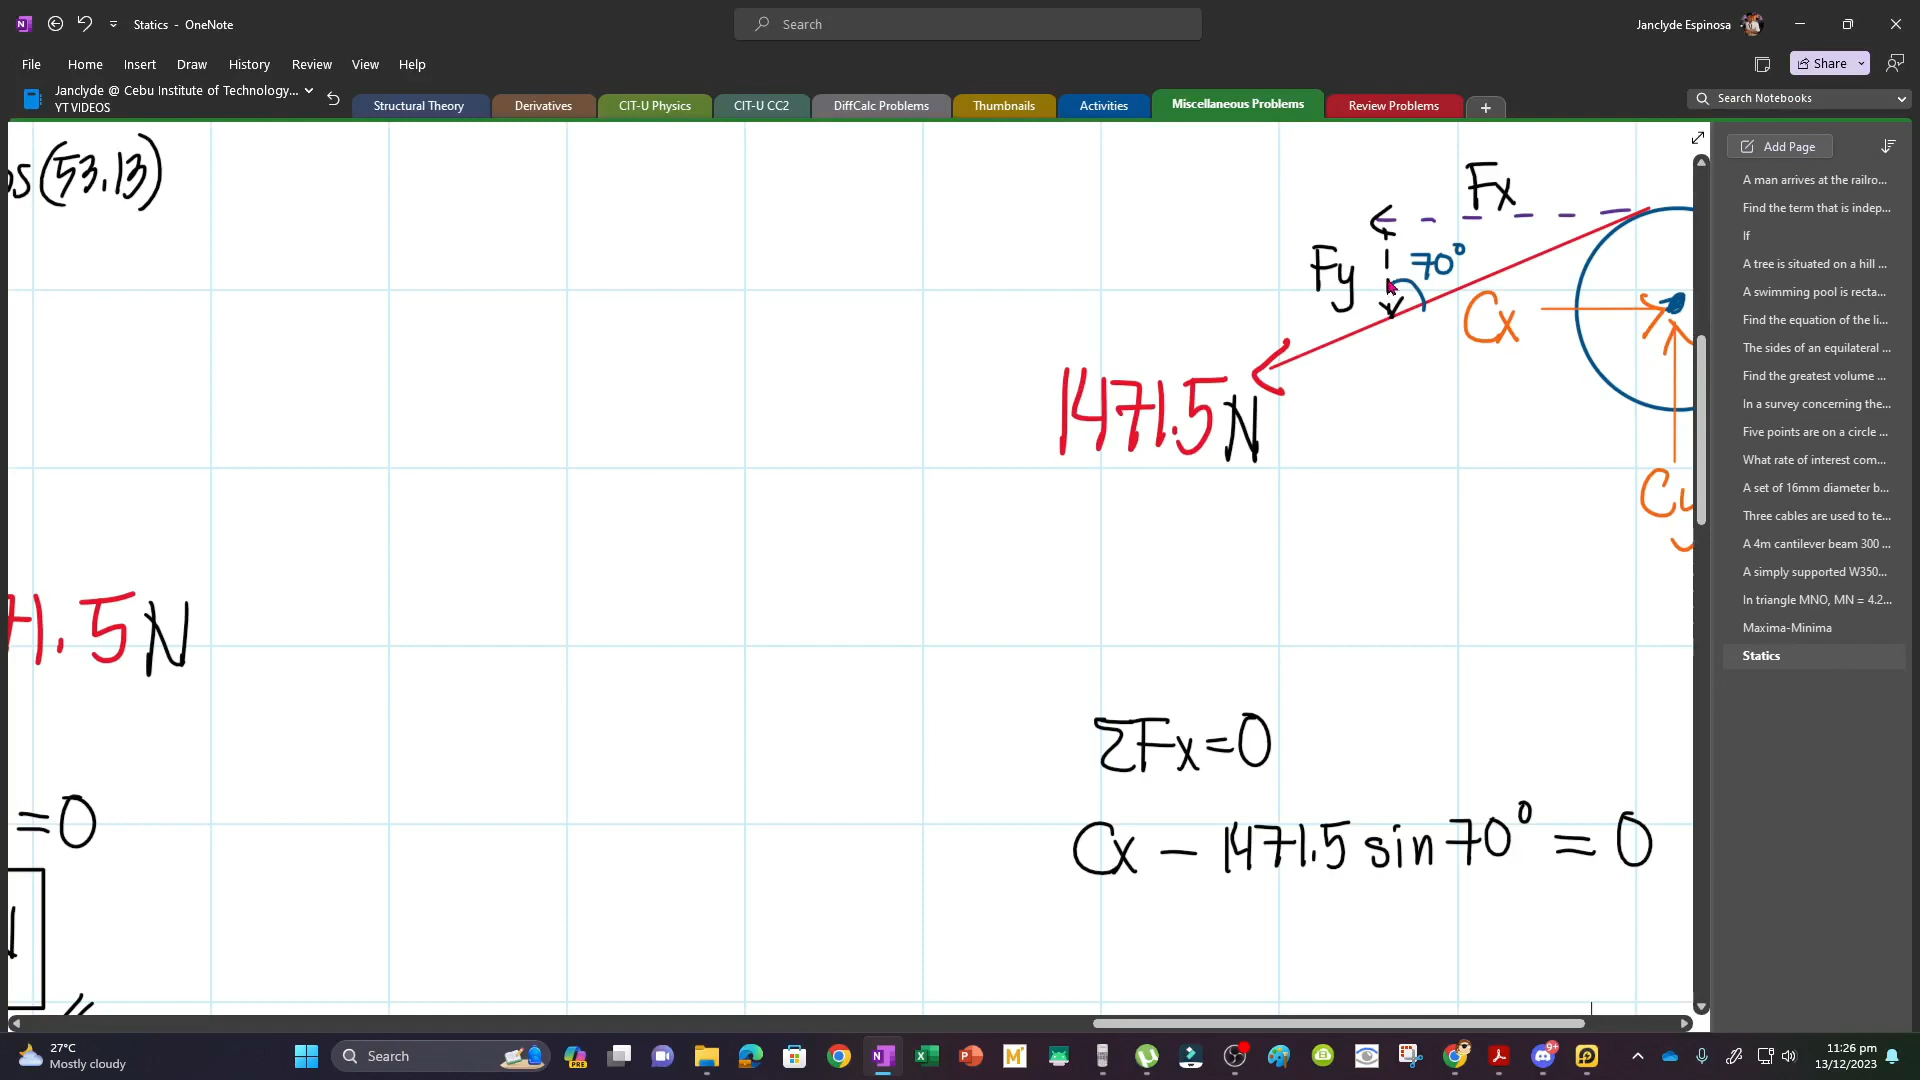 Statics - OneNote
Search
Janclyde Espinosa
File Home Insert Draw History Review View Help
Share
Janclyde @ Cebu Institute of Technology...
YT VIDEOS
Structural Theory
Derivatives
CIT-U Physics
CIT-U CC2
DiffCalc Problems
Thumbnails
Activities
Miscellaneous Problems
Review Problems
+
Search Notebooks
Add Page
A man arrives at the railro...
Find the term that is indep...
If
A tree is situated on a hill ...
A swimming pool is recta...
Find the equation of the li...
The sides of an equilateral ...
Find the greatest volume ...
In a survey concerning the...
Five points are on a circle ...
What rate of interest com...
A set of 16mm diameter b...
Three cables are used to te...
A 4m cantilever beam 300 ...
A simply supported W350...
In triangle MNO, MN = 4.2...
Maxima-Minima
Statics
os(53.13)
Fx
Fy
70°
Cx
1471.5N
Cy
71.5N
ΣFx=0
=0
Cx - 1471.5 sin 70° = 0
27°C
Mostly cloudy
Search
11:26 pm
13/12/2023